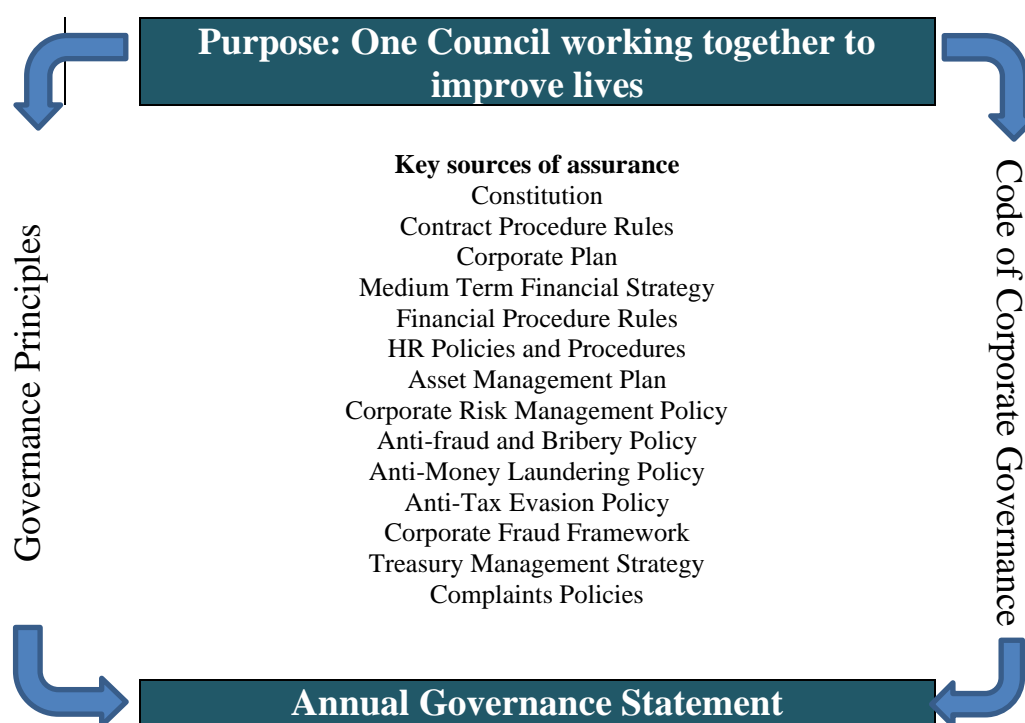 Purpose: One Council working together to
improve lives
Governance Principles
Key sources of assurance
Constitution
Contract Procedure Rules
Corporate Plan
Medium Term Financial Strategy
Financial Procedure Rules
HR Policies and Procedures
Asset Management Plan
Corporate Risk Management Policy
Anti-fraud and Bribery Policy
Anti-Money Laundering Policy
Anti-Tax Evasion Policy
Corporate Fraud Framework
Treasury Management Strategy
Complaints Policies
Code of Corporate Governance
Annual Governance Statement